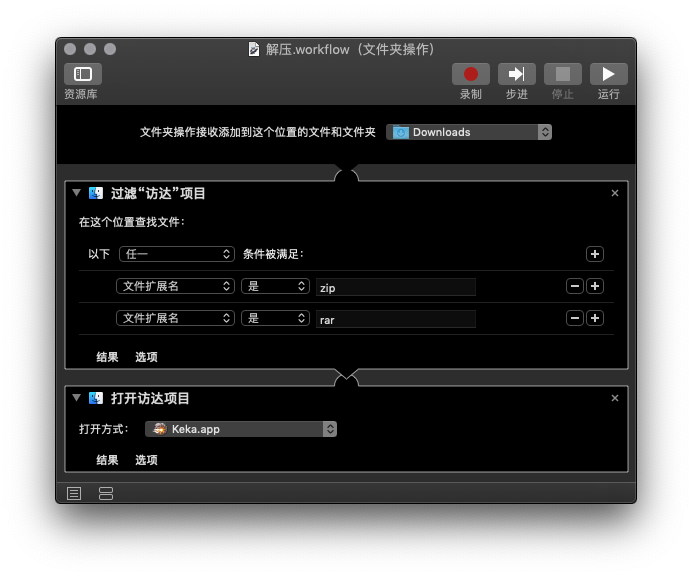 解压.workflow（文件夹操作）
资源库
录制
步进
停止
运行
文件夹操作接收添加到这个位置的文件和文件夹
Downloads
过滤“访达”项目
在这个位置查找文件：
以下 任一 条件被满足：
文件扩展名 是 zip
文件扩展名 是 rar
结果 选项
打开访达项目
打开方式： Keka.app
结果 选项